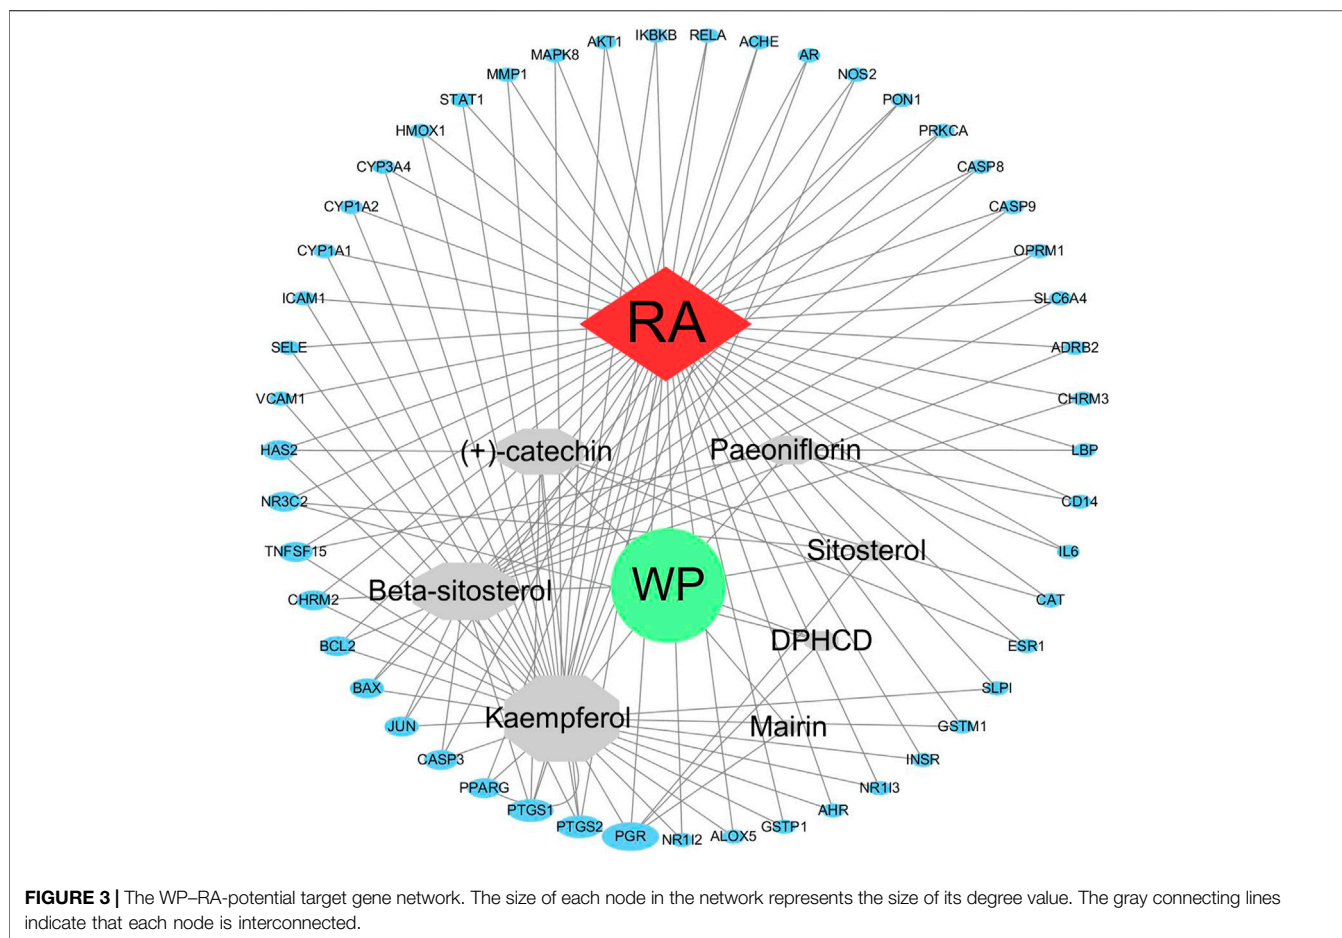 IKBKB
RELA
AKT1
ACHE
MAPK8
AR
MMP1
NOS2
STAT1
PON1
HMOX1
PRKCA
CYP3A4
CASP8
CYP1A2
CASP9
CYP1A1
OPRM1
ICAM1
SLC6A4
RA
SELE
ADRB2
VCAM1
CHRM3
HAS2
(+)-catechin
Paeoniflorin
LBP
NR3C2
CD14
TNFSF15
Sitosterol
IL6
Beta-sitosterol
WP
CHRM2
CAT
BCL2
DPHCD
ESR1
BAX
SLPI
Kaempferol
Mairin
JUN
GSTM1
CASP3
INSR
PPARG
NR1I3
PTGS1
AHR
PTGS2
GSTP1
PGR
NR1I2
ALOX5
FIGURE 3 | The WP–RA-potential target gene network. The size of each node in the network represents the size of its degree value. The gray connecting lines
indicate that each node is interconnected.